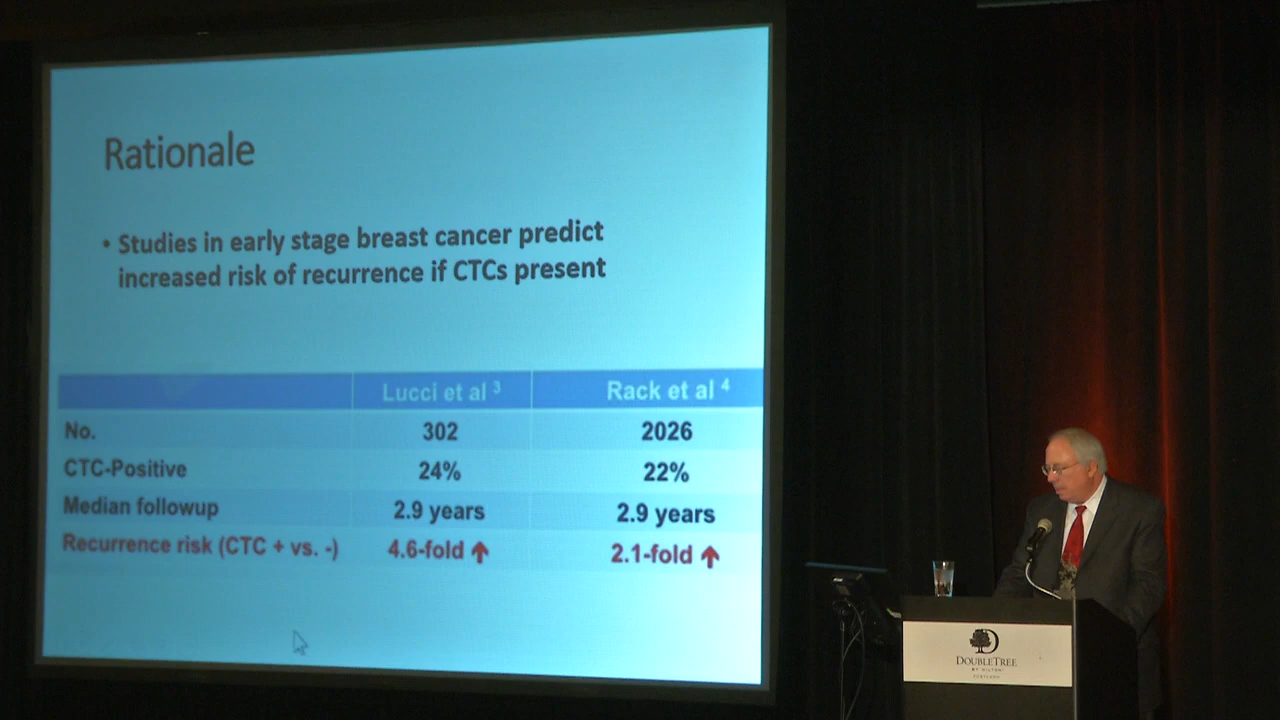 Rationale
• Studies in early stage breast cancer predict
increased risk of recurrence if CTCs present
Lucci et al 3 Rack et al 4
No. 302 2026
CTC-Positive 24% 22%
Median followup 2.9 years 2.9 years
Recurrence risk (CTC + vs. -) 4.6-fold ↑ 2.1-fold ↑
D
DOUBLETREE
BY HILTON
PORTLAND